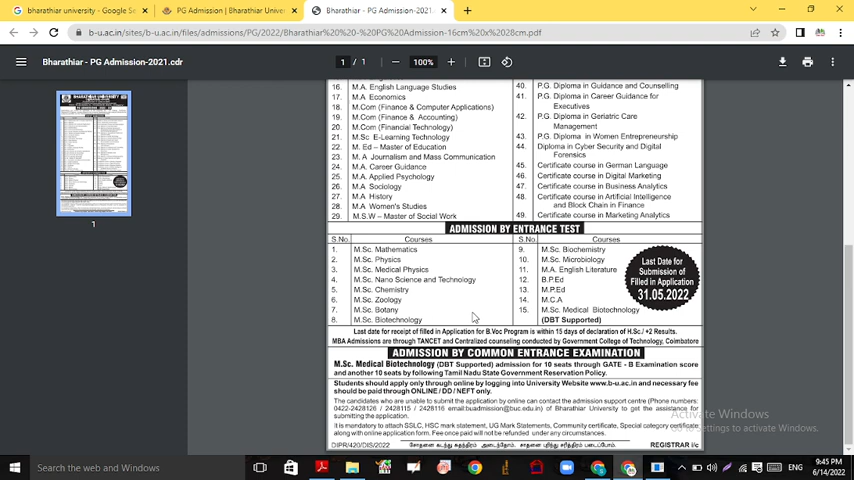 bharathiar university - Google Se
PG Admission | Bharathiar Univers
Bharathiar - PG Admission-2021.
b-u.ac.in/sites/b-u.ac.in/files/admissions/PG/2022/Bharathiar%20%20-%20PG%20Admission-16cm%20x%2028cm.pdf
Bharathiar - PG Admission-2021.cdr
1 / 1
100%
1
16. M.A. English Language Studies
17. M.A Economics
18. M.Com (Finance & Computer Applications)
19. M.Com (Finance & Accounting)
20. M.Com (Financial Technology)
21. M.Sc E-Learning Technology
22. M. Ed – Master of Education
23. M.A Journalism and Mass Communication
24. M.A. Career Guidance
25. M.A. Applied Psychology
26. M.A Sociology
27. M.A History
28. M.A Women's Studies
29. M.S.W – Master of Social Work
40. P.G. Diploma in Guidance and Counselling
41. P.G. Diploma in Career Guidance for
Executives
42. P.G. Diploma in Geriatric Care
Management
43. P.G. Diploma in Women Entrepreneurship
44. Diploma in Cyber Security and Digital
Forensics
45. Certificate course in German Language
46. Certificate course in Digital Marketing
47. Certificate course in Business Analytics
48. Certificate course in Artificial Intelligence
and Block Chain in Finance
49. Certificate course in Marketing Analytics
ADMISSION BY ENTRANCE TEST
S.No. Courses
1. M.Sc. Mathematics
2. M.Sc. Physics
3. M.Sc. Medical Physics
4. M.Sc. Nano Science and Technology
5. M.Sc. Chemistry
6. M.Sc. Zoology
7. M.Sc. Botany
8. M.Sc. Biotechnology
S.No. Courses
9. M.Sc. Biochemistry
10. M.Sc. Microbiology
11. M.A. English Literature
12. B.P.Ed
13. M.P.Ed
14. M.C.A
15. M.Sc. Medical Biotechnology
(DBT Supported)
Last Date for
Submission of
Filled in Application
31.05.2022
Last date for receipt of filled in Application for B.Voc Program is within 15 days of declaration of H.Sc./ +2 Results.
MBA Admissions are through TANCET and Centralized counseling conducted by Government College of Technology, Coimbatore
ADMISSION BY COMMON ENTRANCE EXAMINATION
M.Sc. Medical Biotechnology (DBT Supported) admission for 10 seats through GATE - B Examination score
and another 10 seats by following Tamil Nadu State Government Reservation Policy.
Students should apply only through online by logging into University Website www.b-u.ac.in and necessary fee
should be paid through ONLINE / DD / NEFT only.
The candidates who are unable to submit the application by online can contact the admission support centre (Phone numbers:
0422-2428126 / 2428115 / 2428116 email:buadmission@buc.edu.in) of Bharathiar University to get the assistance for
submitting the application.
It is mandatory to attach SSLC, HSC mark statement, UG Mark Statements, Community certificate, Special category certificate
along with online application form. Fee once paid will not be refunded under any circumstances.
DIPR/420/DIS/2022
சோதனை கடந்து சுதந்திரம் அடைந்தோம். சாதனை புரிந்து சரித்திரம் படைப்போம்.
REGISTRAR i/c
Activate Windows
Go to Settings to activate Windows.
Search the web and Windows
ENG
9:45 PM
6/14/2022